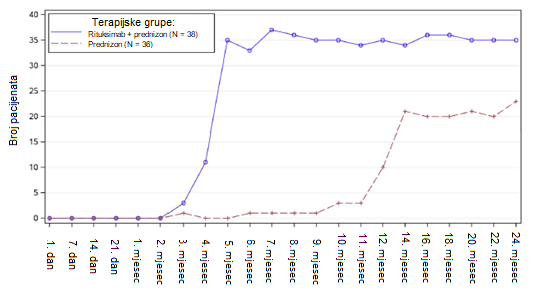 Terapijske grupe:
Rituksimab + prednizon (N = 38)
Prednizon (N = 36)
Broj pacijenata
40
35
30
25
20
15
10
5
0
1. dan
7. dan
14. dan
21. dan
1. mjesec
2. mjesec
3. mjesec
4. mjesec
5. mjesec
6. mjesec
7. mjesec
8. mjesec
9. mjesec
10. mjesec
11. mjesec
12. mjesec
14. mjesec
16. mjesec
18. mjesec
20. mjesec
22. mjesec
24. mjesec